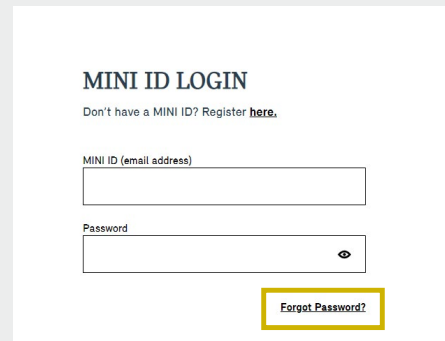 MINI ID LOGIN
Don't have a MINI ID? Register here.
MINI ID (email address)
Password
Forgot Password?